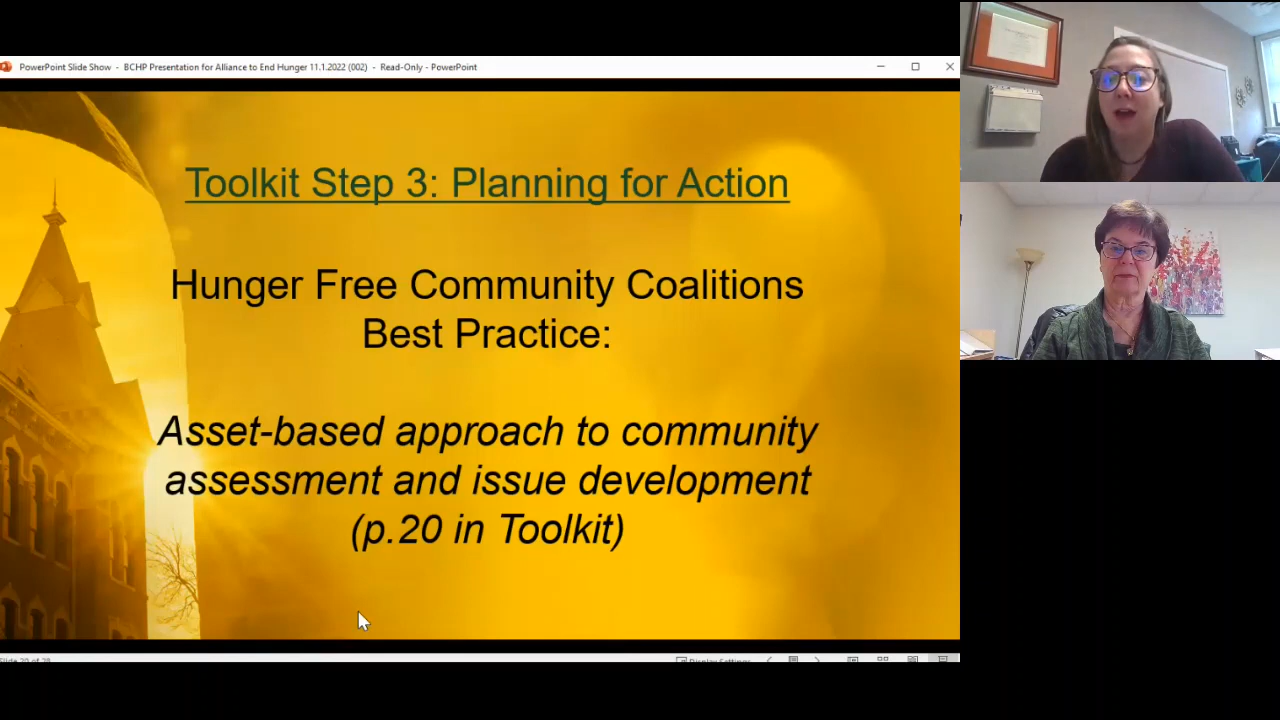 PowerPoint Slide Show - BCHP Presentation for Alliance to End Hunger 11.1.2022 (002) - Read-Only - PowerPoint
Toolkit Step 3: Planning for Action
Hunger Free Community Coalitions
Best Practice:
Asset-based approach to community
assessment and issue development
(p.20 in Toolkit)
Display Settings